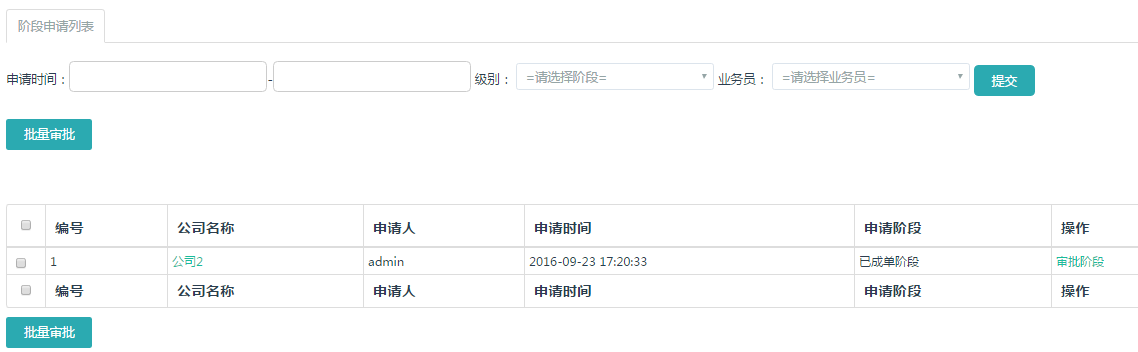 阶段申请列表
申请时间： - 级别： =请选择阶段= 业务员： =请选择业务员= 提交
批量审批
编号 公司名称 申请人 申请时间 申请阶段 操作
1 公司2 admin 2016-09-23 17:20:33 已成单阶段 审批阶段
编号 公司名称 申请人 申请时间 申请阶段 操作
批量审批